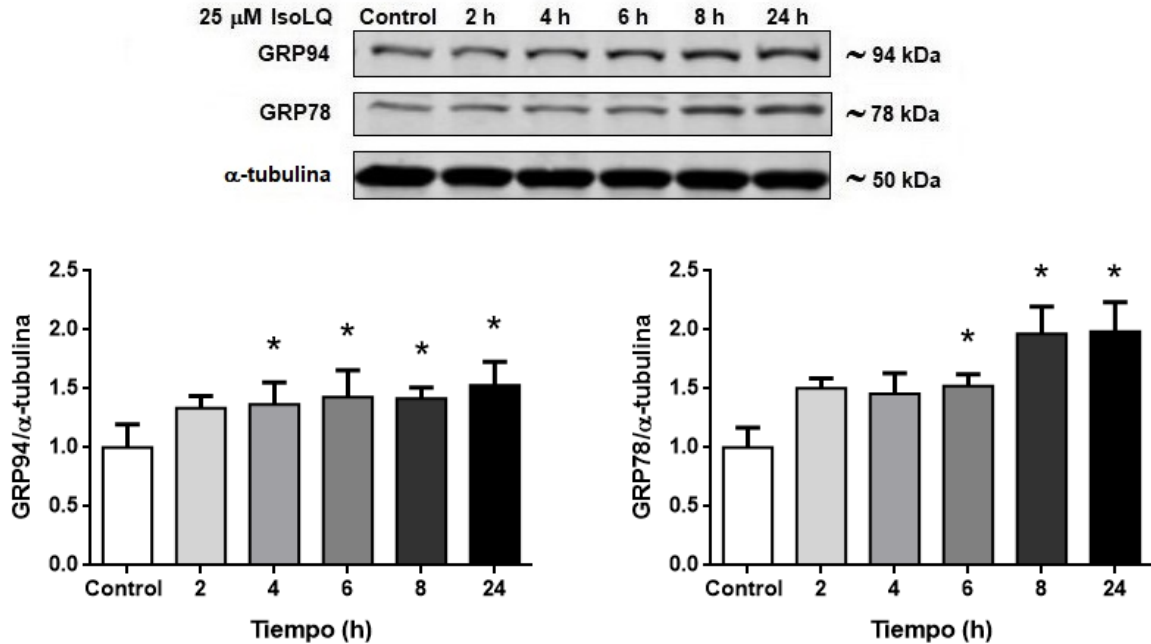 25 µM IsoLQ Control 2 h 4 h 6 h 8 h 24 h
GRP94 ~ 94 kDa
GRP78 ~ 78 kDa
α-tubulina ~ 50 kDa
GRP94/α-tubulina
2.5
2.0
1.5
1.0
0.5
0.0
* * * *
Control 2 4 6 8 24
Tiempo (h)
GRP78/α-tubulina
2.5
2.0
1.5
1.0
0.5
0.0
* * *
Control 2 4 6 8 24
Tiempo (h)